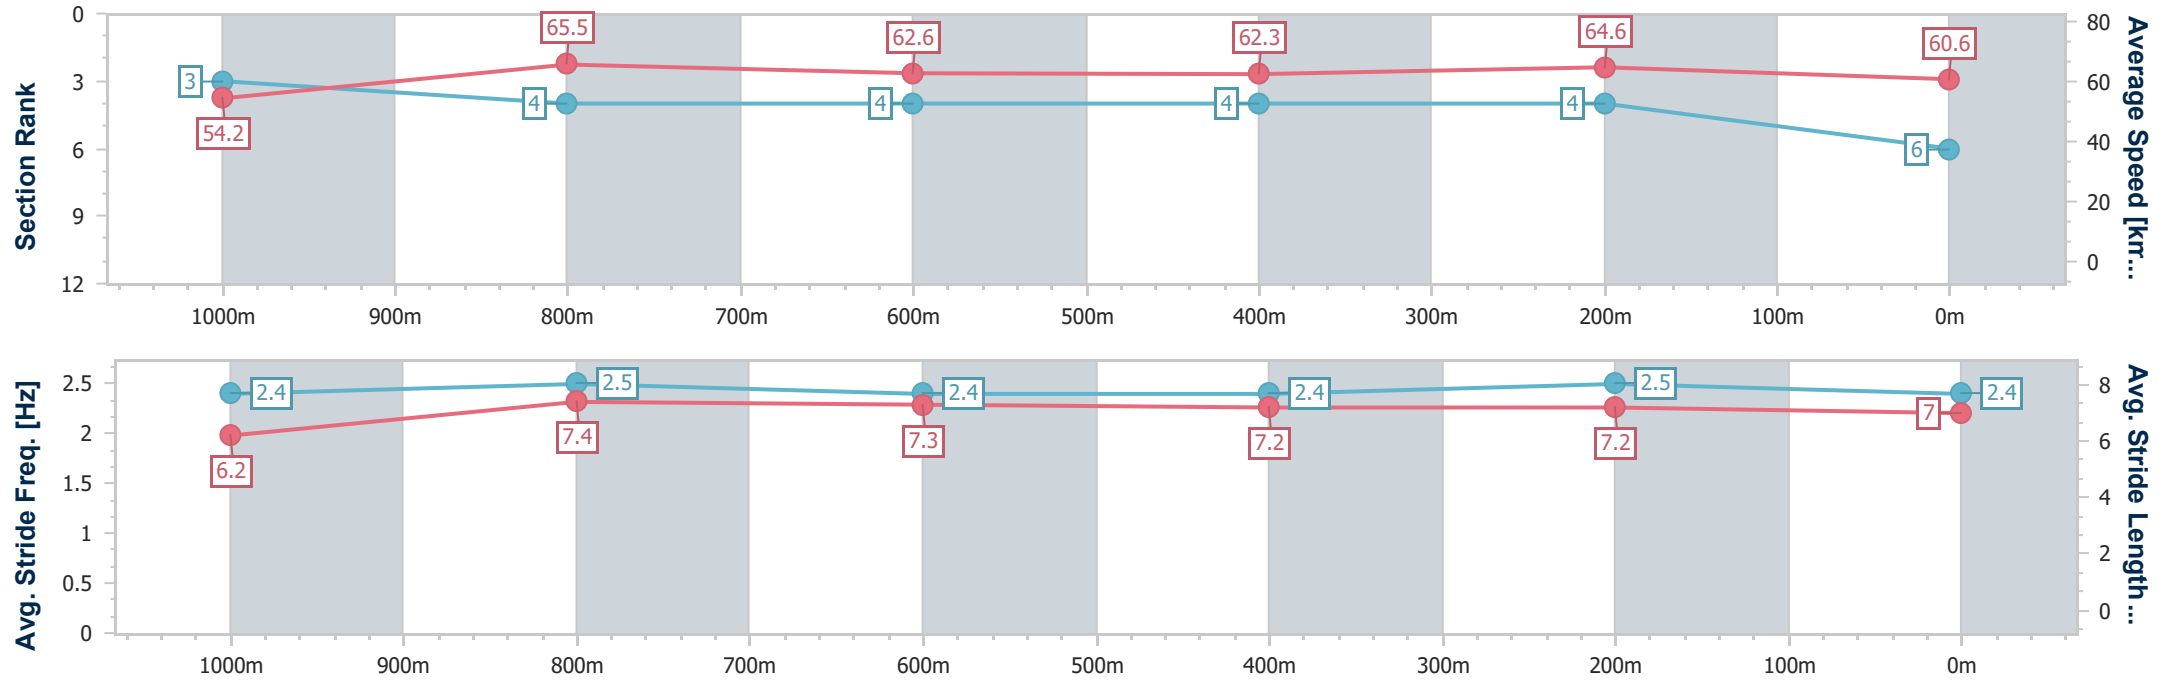 Section Rank
0
3
6
9
12
3
4
4
4
4
6
54.2
65.5
62.6
62.3
64.6
60.6
80
60
40
20
0
Average Speed [km...
1000m
900m
800m
700m
600m
500m
400m
300m
200m
100m
0m
Avg. Stride Freq. [Hz]
2.5
2
1.5
1
0.5
0
2.4
2.5
2.4
2.4
2.5
2.4
6.2
7.4
7.3
7.2
7.2
7
8
6
4
2
0
Avg. Stride Length...
1000m
900m
800m
700m
600m
500m
400m
300m
200m
100m
0m